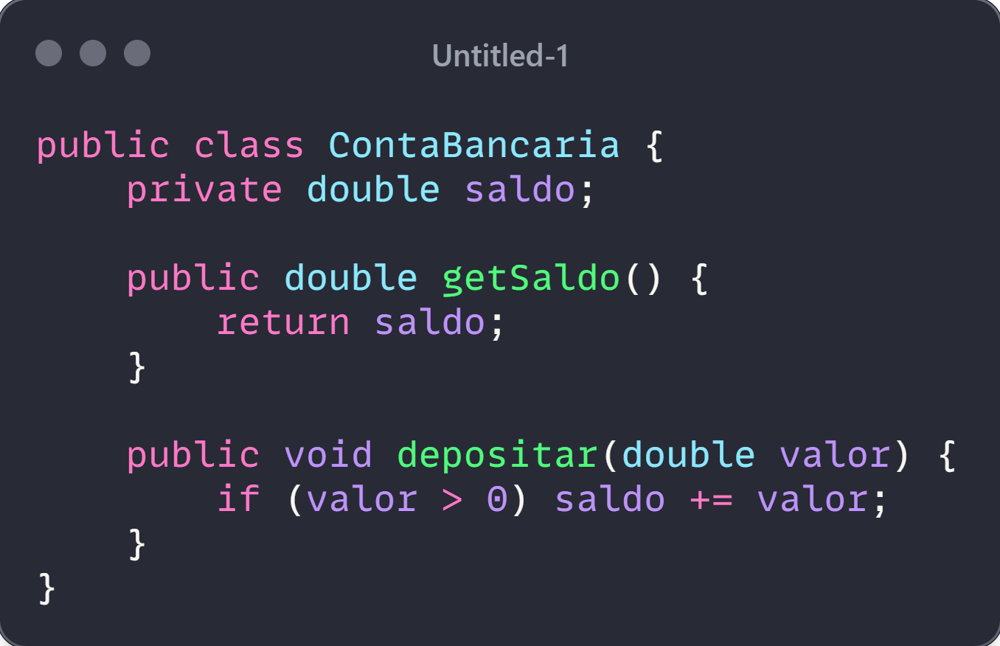 Untitled-1
public class ContaBancaria {
    private double saldo;

    public double getSaldo() {
        return saldo;
    }

    public void depositar(double valor) {
        if (valor > 0) saldo += valor;
    }
}